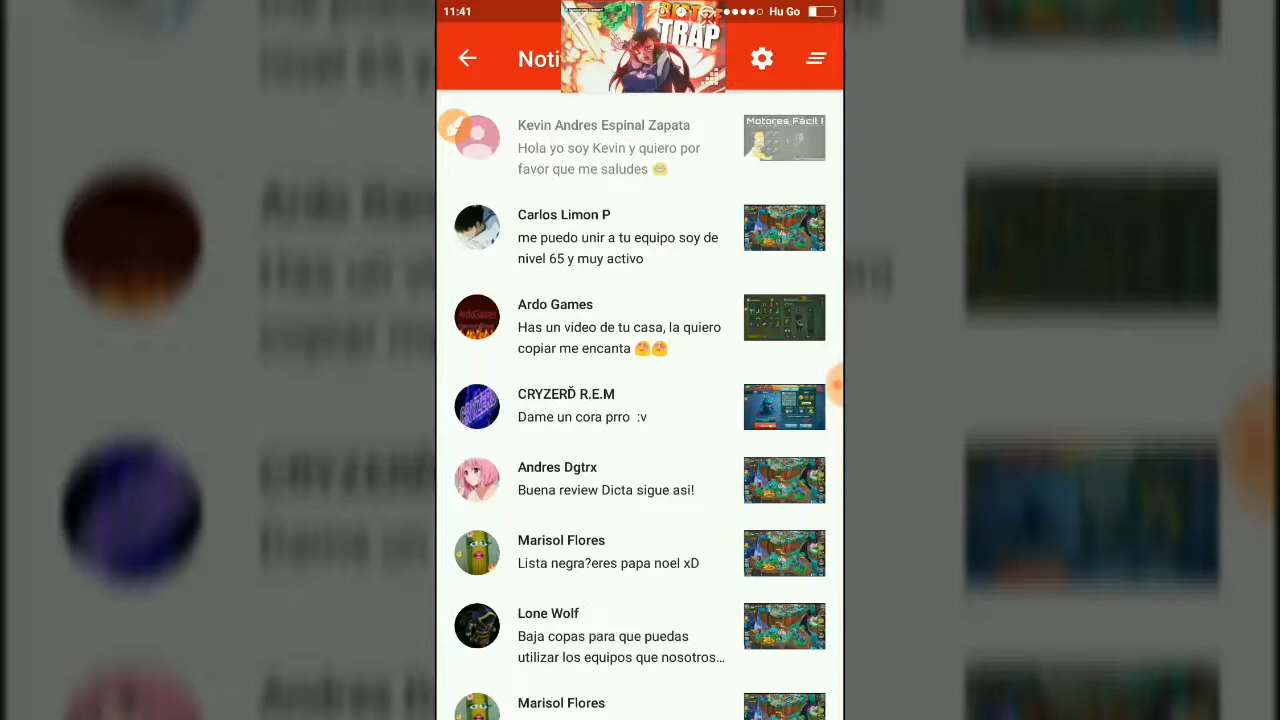 11:41
Hu Go
BEST OF
TRAP
Noti
Kevin Andres Espinal Zapata
Hola yo soy Kevin y quiero por
favor que me saludes 😁
Motores Fácil !
Carlos Limon P
me puedo unir a tu equipo soy de
nivel 65 y muy activo
Ardo Games
Has un video de tu casa, la quiero
copiar me encanta 😍😍
CRYZERĎ R.E.M
Dame un cora prro :v
Andres Dgtrx
Buena review Dicta sigue asi!
Marisol Flores
Lista negra?eres papa noel xD
Lone Wolf
Baja copas para que puedas
utilizar los equipos que nosotros...
Marisol Flores